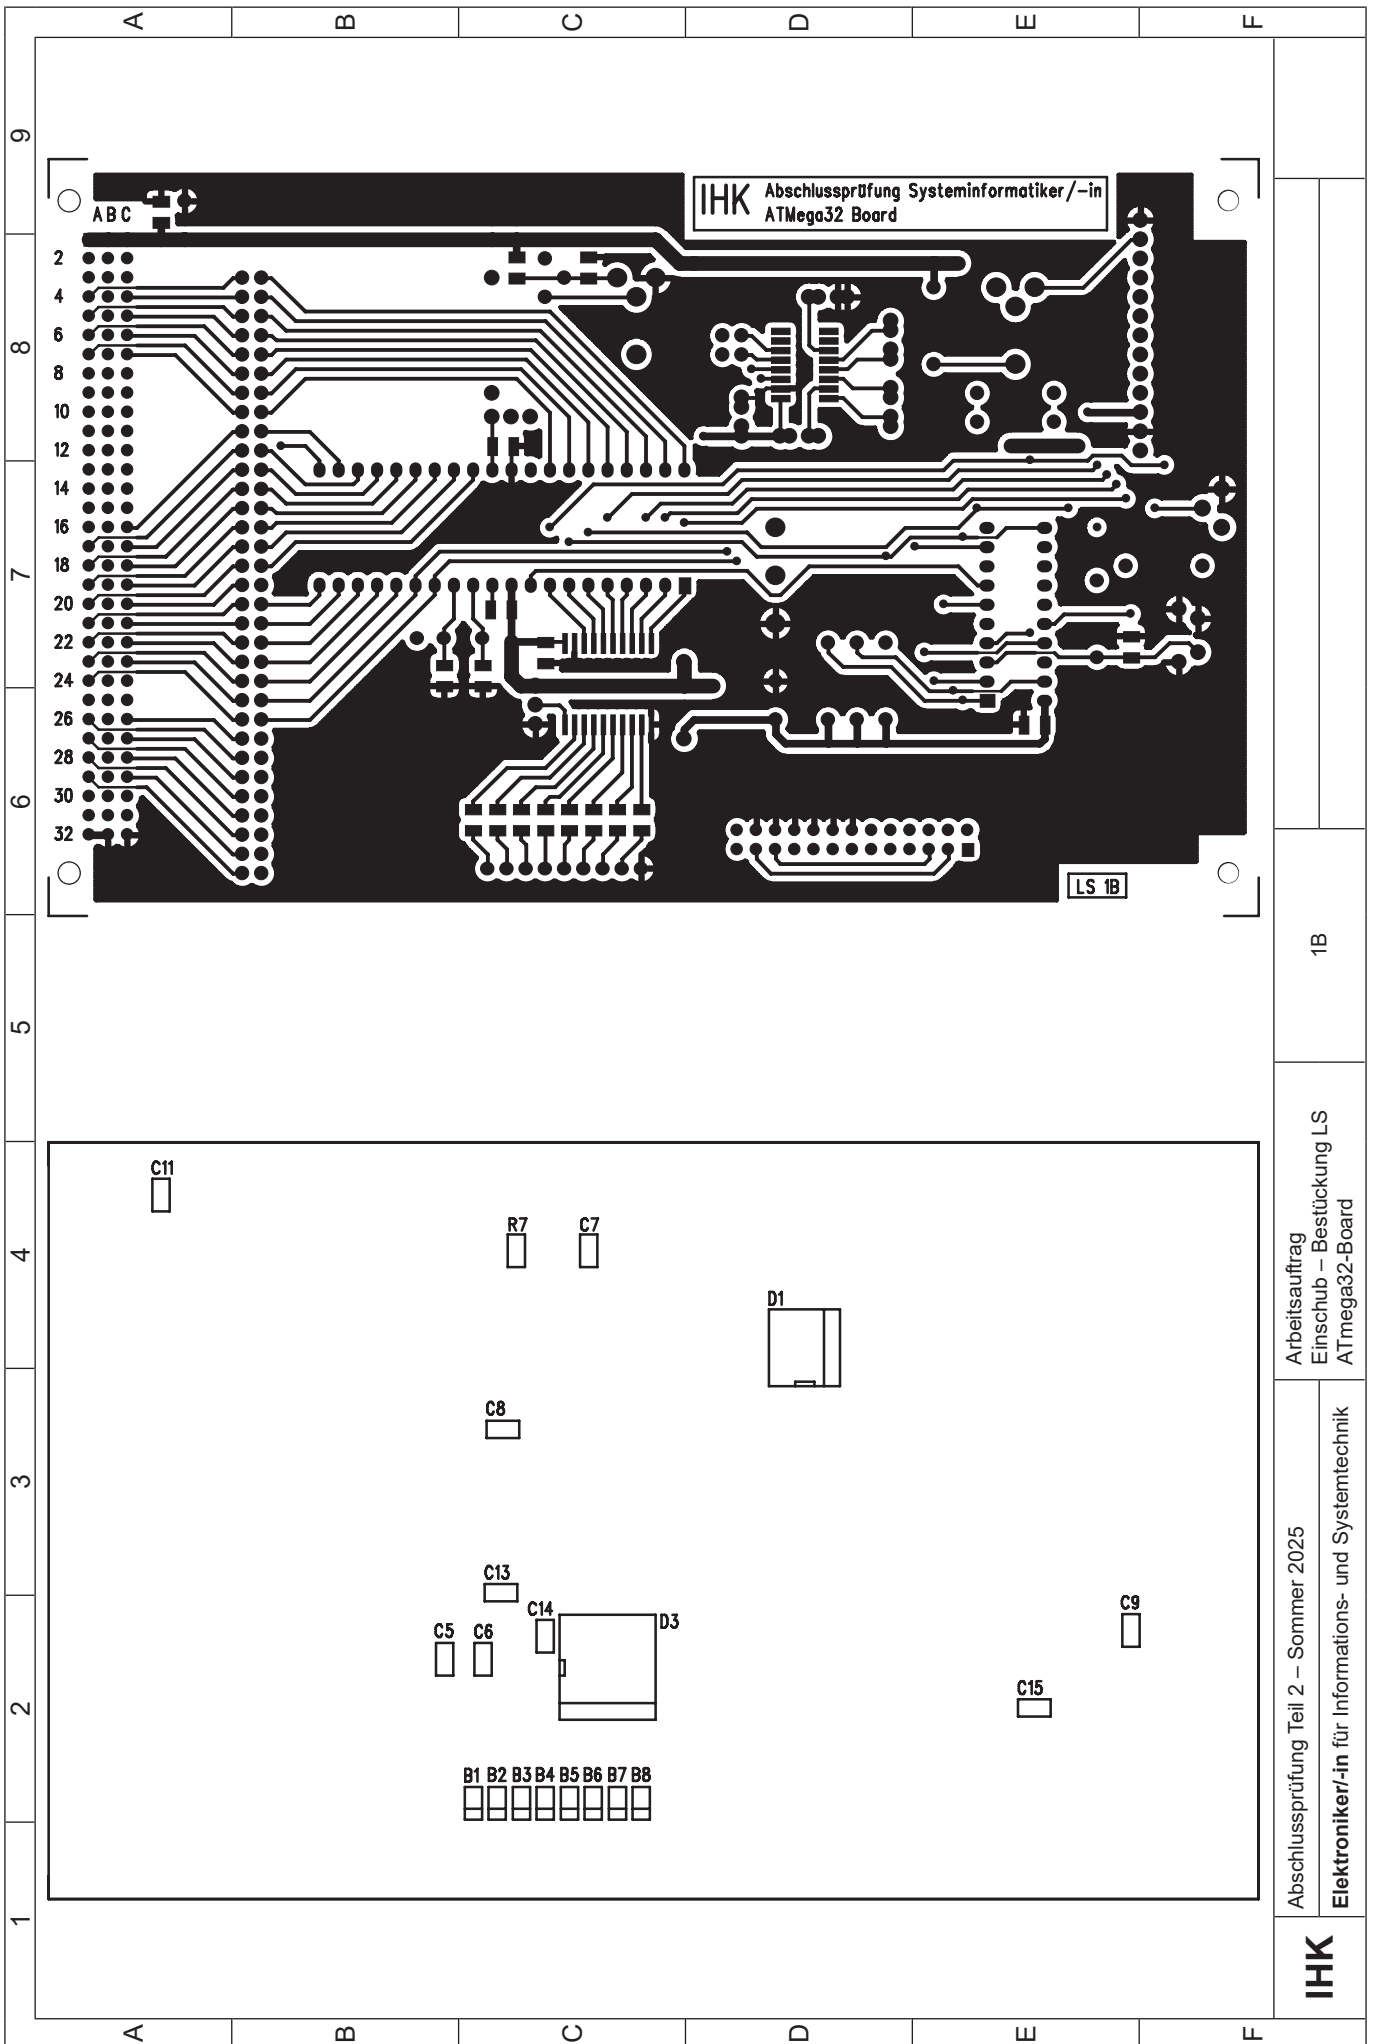 A
B
C
D
E
F
9
8
7
6
5
4
3
2
1
A B C
IHK Abschlussprüfung Systeminformatiker/-in
ATMega32 Board
2
4
6
8
10
12
14
16
18
20
22
24
26
28
30
32
LS 1B
C11
R7
C7
D1
C8
C13
C14
D3
C5
C6
C9
C15
B1 B2 B3 B4 B5 B6 B7 B8
IHK
Abschlussprüfung Teil 2 – Sommer 2025
Elektroniker/-in für Informations- und Systemtechnik
Arbeitsauftrag
Einschub – Bestückung LS
ATmega32-Board
1B
A
B
C
D
E
F